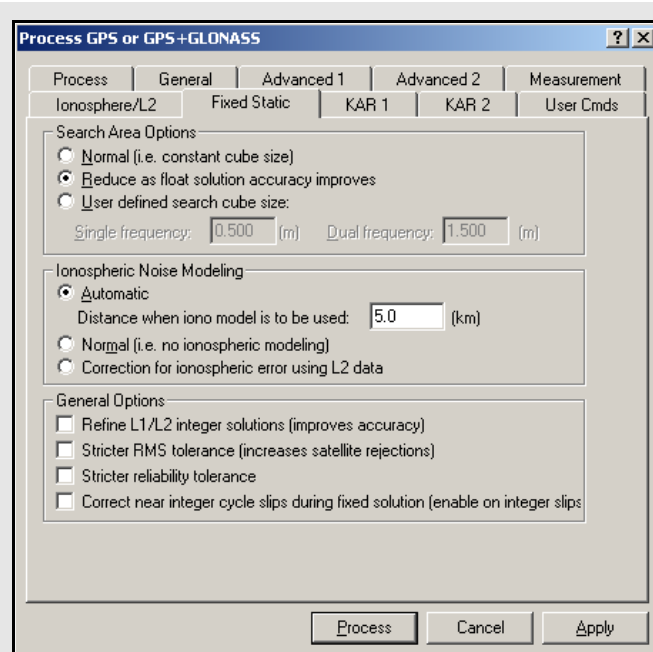 Process GPS or GPS+GLONASS
Process General Advanced 1 Advanced 2 Measurement
Ionosphere/L2 Fixed Static KAR 1 KAR 2 User Cmds
Search Area Options
Normal (i.e. constant cube size)
Reduce as float solution accuracy improves
User defined search cube size:
Single frequency: 0.500 (m) Dual frequency: 1.500 (m)
Ionospheric Noise Modeling
Automatic
Distance when iono model is to be used: 5.0 (km)
Normal (i.e. no ionospheric modeling)
Correction for ionospheric error using L2 data
General Options
Refine L1/L2 integer solutions (improves accuracy)
Stricter RMS tolerance (increases satellite rejections)
Stricter reliability tolerance
Correct near integer cycle slips during fixed solution (enable on integer slips
Process Cancel Apply